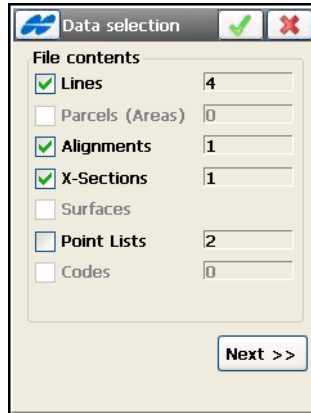 Data selection
File contents
Lines 4
Parcels (Areas) 0
Alignments 1
X-Sections 1
Surfaces
Point Lists 2
Codes 0
Next >>